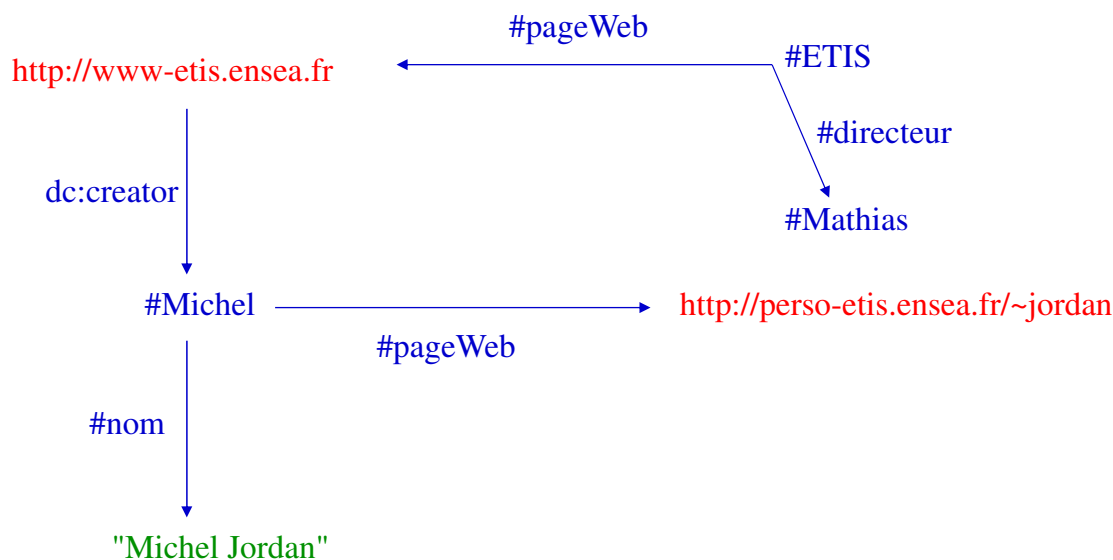 #pageWeb
http://www-etis.ensea.fr
#ETIS
#directeur
dc:creator
#Mathias
#Michel
http://perso-etis.ensea.fr/~jordan
#pageWeb
#nom
"Michel Jordan"